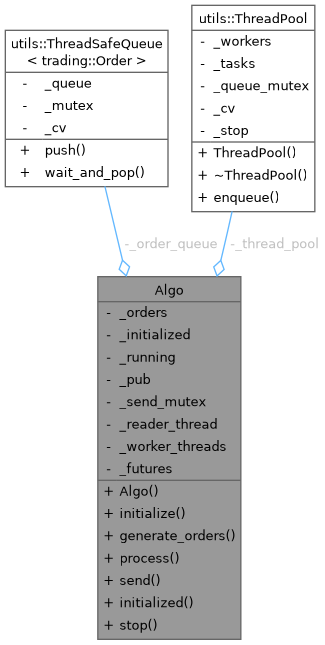 utils::ThreadSafeQueue
< trading::Order >
- _queue
- _mutex
- _cv
+ push()
+ wait_and_pop()
utils::ThreadPool
- _workers
- _tasks
- _queue_mutex
- _cv
- _stop
+ ThreadPool()
+ ~ThreadPool()
+ enqueue()
-_order_queue
-_thread_pool
Algo
- _orders
- _initialized
- _running
- _pub
- _send_mutex
- _reader_thread
- _worker_threads
- _futures
+ Algo()
+ initialize()
+ generate_orders()
+ process()
+ send()
+ initialized()
+ stop()